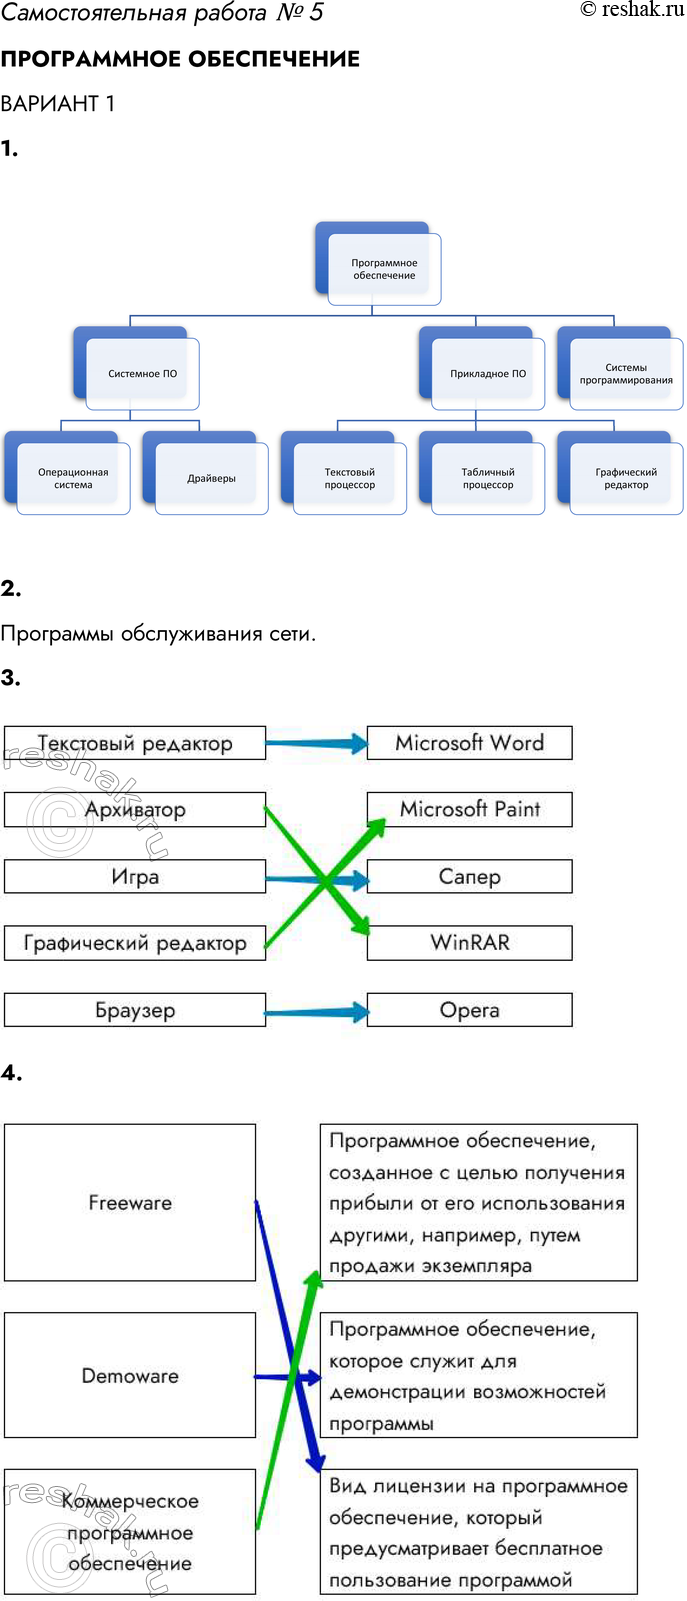 Самостоятельная работа № 5
© reshak.ru
ПРОГРАММНОЕ ОБЕСПЕЧЕНИЕ
ВАРИАНТ 1
1.
Программное
обеспечение
Системное ПО
Прикладное ПО
Системы
программирования
Операционная
система
Драйверы
Текстовый
процессор
Табличный
процессор
Графический
редактор
2.
Программы обслуживания сети.
3.
Текстовый редактор
Microsoft Word
Архиватор
Microsoft Paint
Игра
Сапер
Графический редактор
WinRAR
Браузер
Opera
reshak.ru
©
4.
Freeware
Программное обеспечение,
созданное с целью получения
прибыли от его использования
другими, например, путем
продажи экземпляра
Demoware
Программное обеспечение,
которое служит для
демонстрации возможностей
программы
Коммерческое
программное
обеспечение
Вид лицензии на программное
обеспечение, который
предусматривает бесплатное
пользование программой
reshak.ru
©